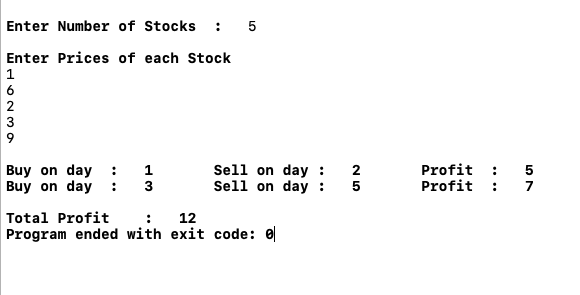 Enter Number of Stocks  :   5
Enter Prices of each Stock
1
6
2
3
9
Buy on day  :   1       Sell on day :   2       Profit  :   5
Buy on day  :   3       Sell on day :   5       Profit  :   7
Total Profit    :   12
Program ended with exit code: 0